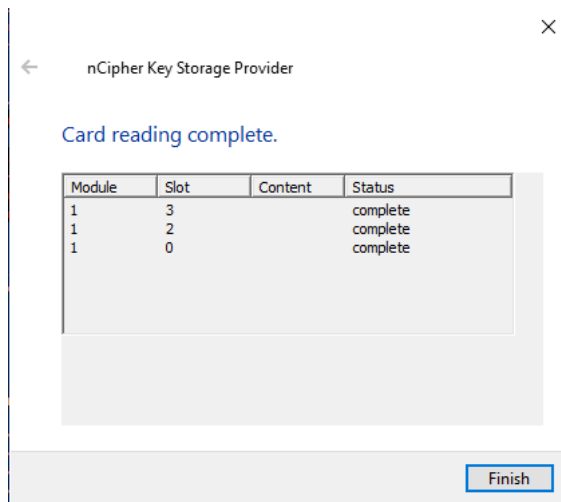 nCipher Key Storage Provider
Card reading complete.
Module Slot Content Status
1 3 complete
1 2 complete
1 0 complete
Finish